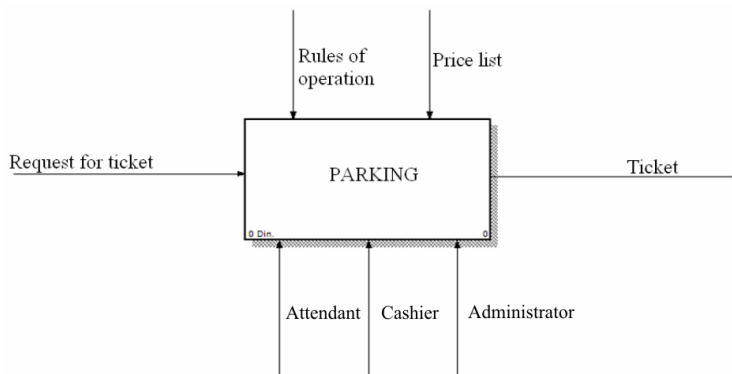 Rules of
operation
Price list
Request for ticket
PARKING
Ticket
0 Din.
0
Attendant
Cashier
Administrator